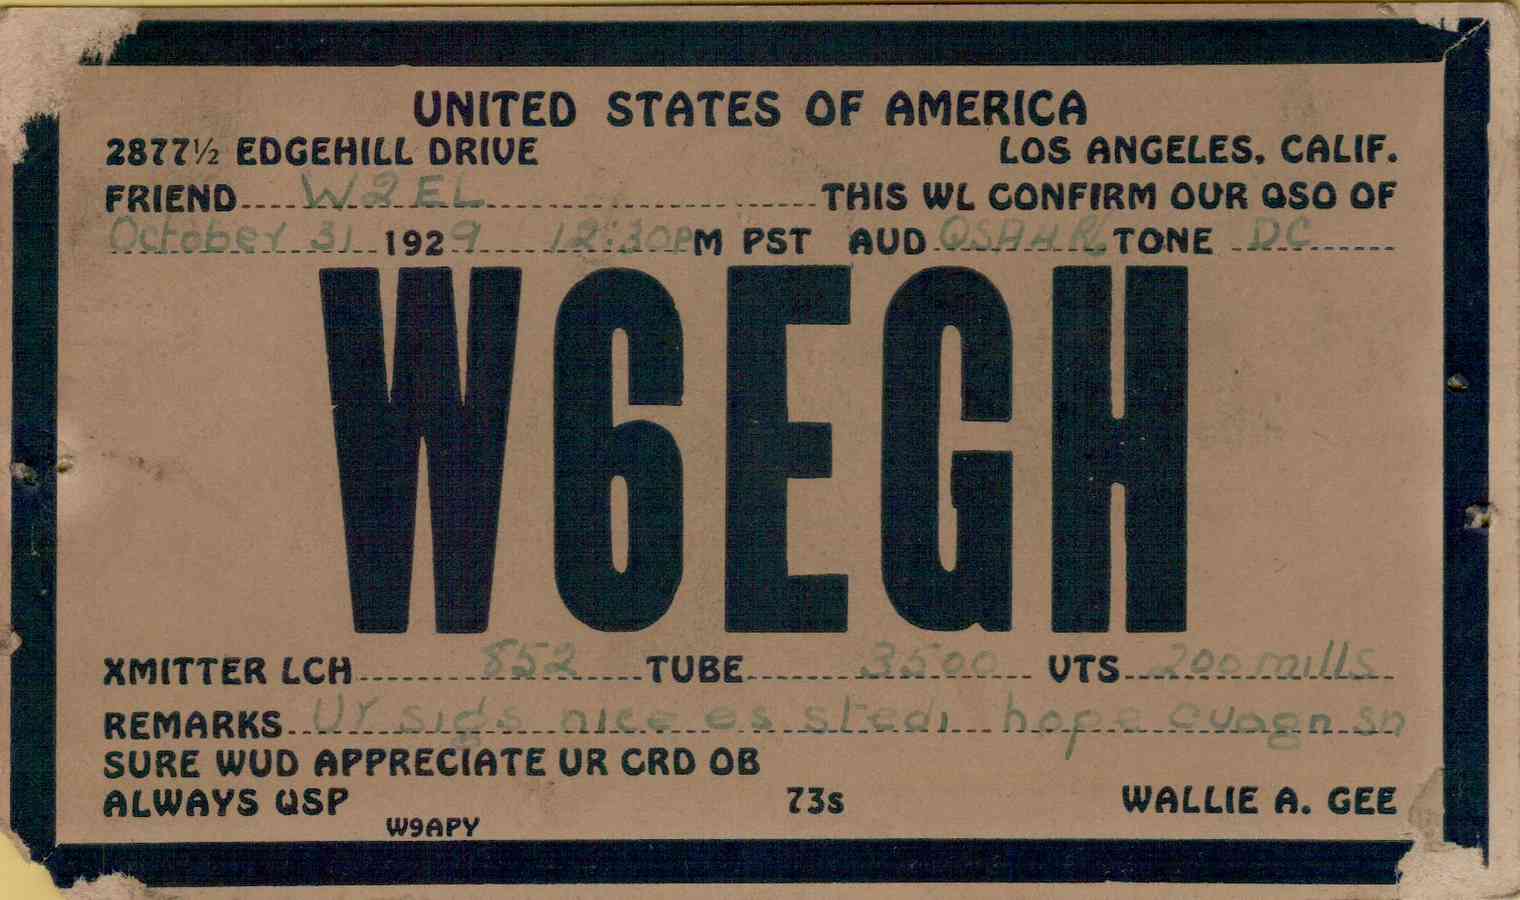 UNITED STATES OF AMERICA
2877½ EDGEHILL DRIVE LOS ANGELES, CALIF.
FRIEND W2EL THIS WL CONFIRM OUR QSO OF
October 31 1929 12:30PM PST AUD QSA4 R6 TONE DC
W6EGH
XMITTER LCH 852 TUBE 3500 VTS 200 mills
REMARKS Ur sigs nice es stedi hope cuagn sn
SURE WUD APPRECIATE UR CRD OB
ALWAYS QSP 73s WALLIE A. GEE
W9APY